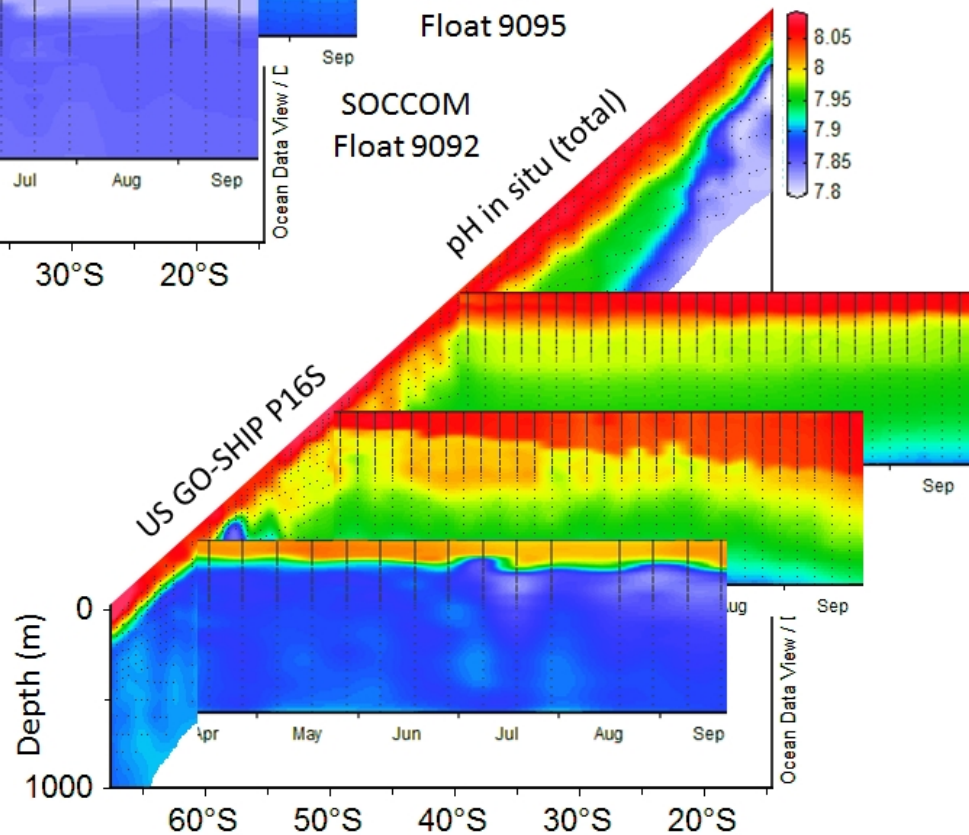 Float 9095
Sep
SOCCOM
Float 9092
Jul Aug Sep
Ocean Data View / D
30°S 20°S
pH in situ (total)
8.05
8
7.95
7.9
7.85
7.8
US GO-SHIP P16S
Sep
Aug Sep
Ocean Data View / D
Apr May Jun Jul Aug Sep
Depth (m)
0
1000
60°S 50°S 40°S 30°S 20°S